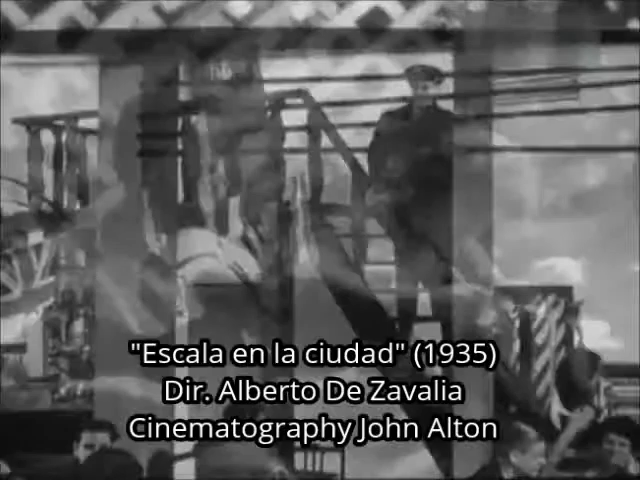 "Escala en la ciudad" (1935)
Dir. Alberto De Zavalia
Cinematography John Alton